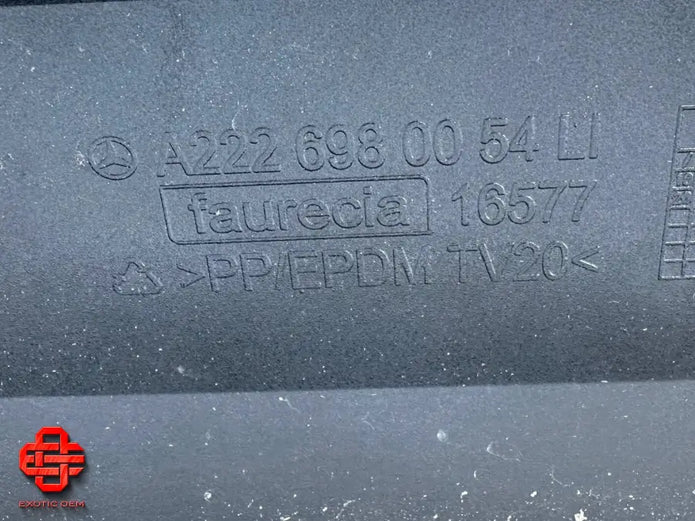 A222 698 00 54 LI
faurecia 16577
>PP/EPDM TV20<
EXOTIC OEM